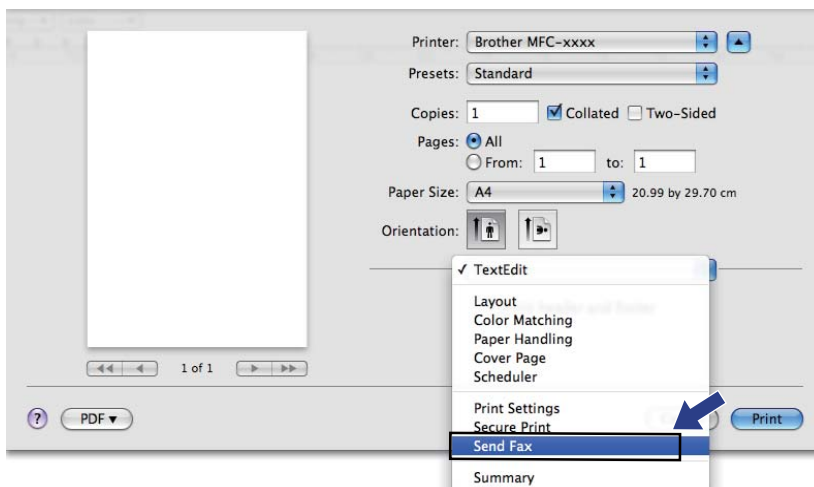 Printer: Brother MFC-xxxx
Presets: Standard
Copies: 1 Collated Two-Sided
Pages: All
From: 1 to: 1
Paper Size: A4 20.99 by 29.70 cm
Orientation:
✓ TextEdit
Layout
Color Matching
Paper Handling
Cover Page
Scheduler
1 of 1
Print Settings
Secure Print
Send Fax
Summary
? PDF ▼
Print